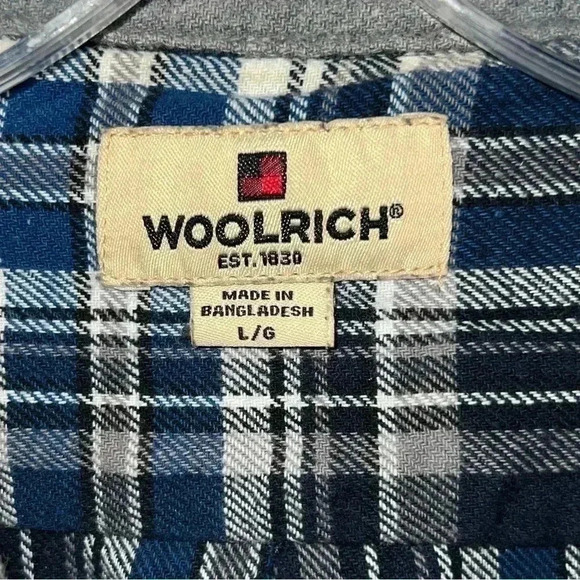 WOOLRICH®
EST. 1830
MADE IN
BANGLADESH
L/G